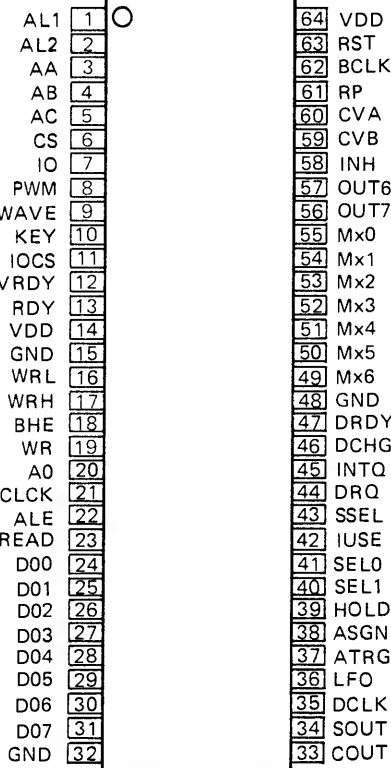 AL1 1 64 VDD
AL2 2 63 RST
AA 3 62 BCLK
AB 4 61 RP
AC 5 60 CVA
CS 6 59 CVB
IO 7 58 INH
PWM 8 57 OUT6
WAVE 9 56 OUT7
KEY 10 55 Mx0
IOCS 11 54 Mx1
VRDY 12 53 Mx2
RDY 13 52 Mx3
VDD 14 51 Mx4
GND 15 50 Mx5
WRL 16 49 Mx6
WRH 17 48 GND
BHE 18 47 DRDY
WR 19 46 DCHG
A0 20 45 INTQ
CLCK 21 44 DRQ
ALE 22 43 SSEL
READ 23 42 IUSE
D00 24 41 SEL0
D01 25 40 SEL1
D02 26 39 HOLD
D03 27 38 ASGN
D04 28 37 ATRG
D05 29 36 LFO
D06 30 35 DCLK
D07 31 34 SOUT
GND 32 33 COUT